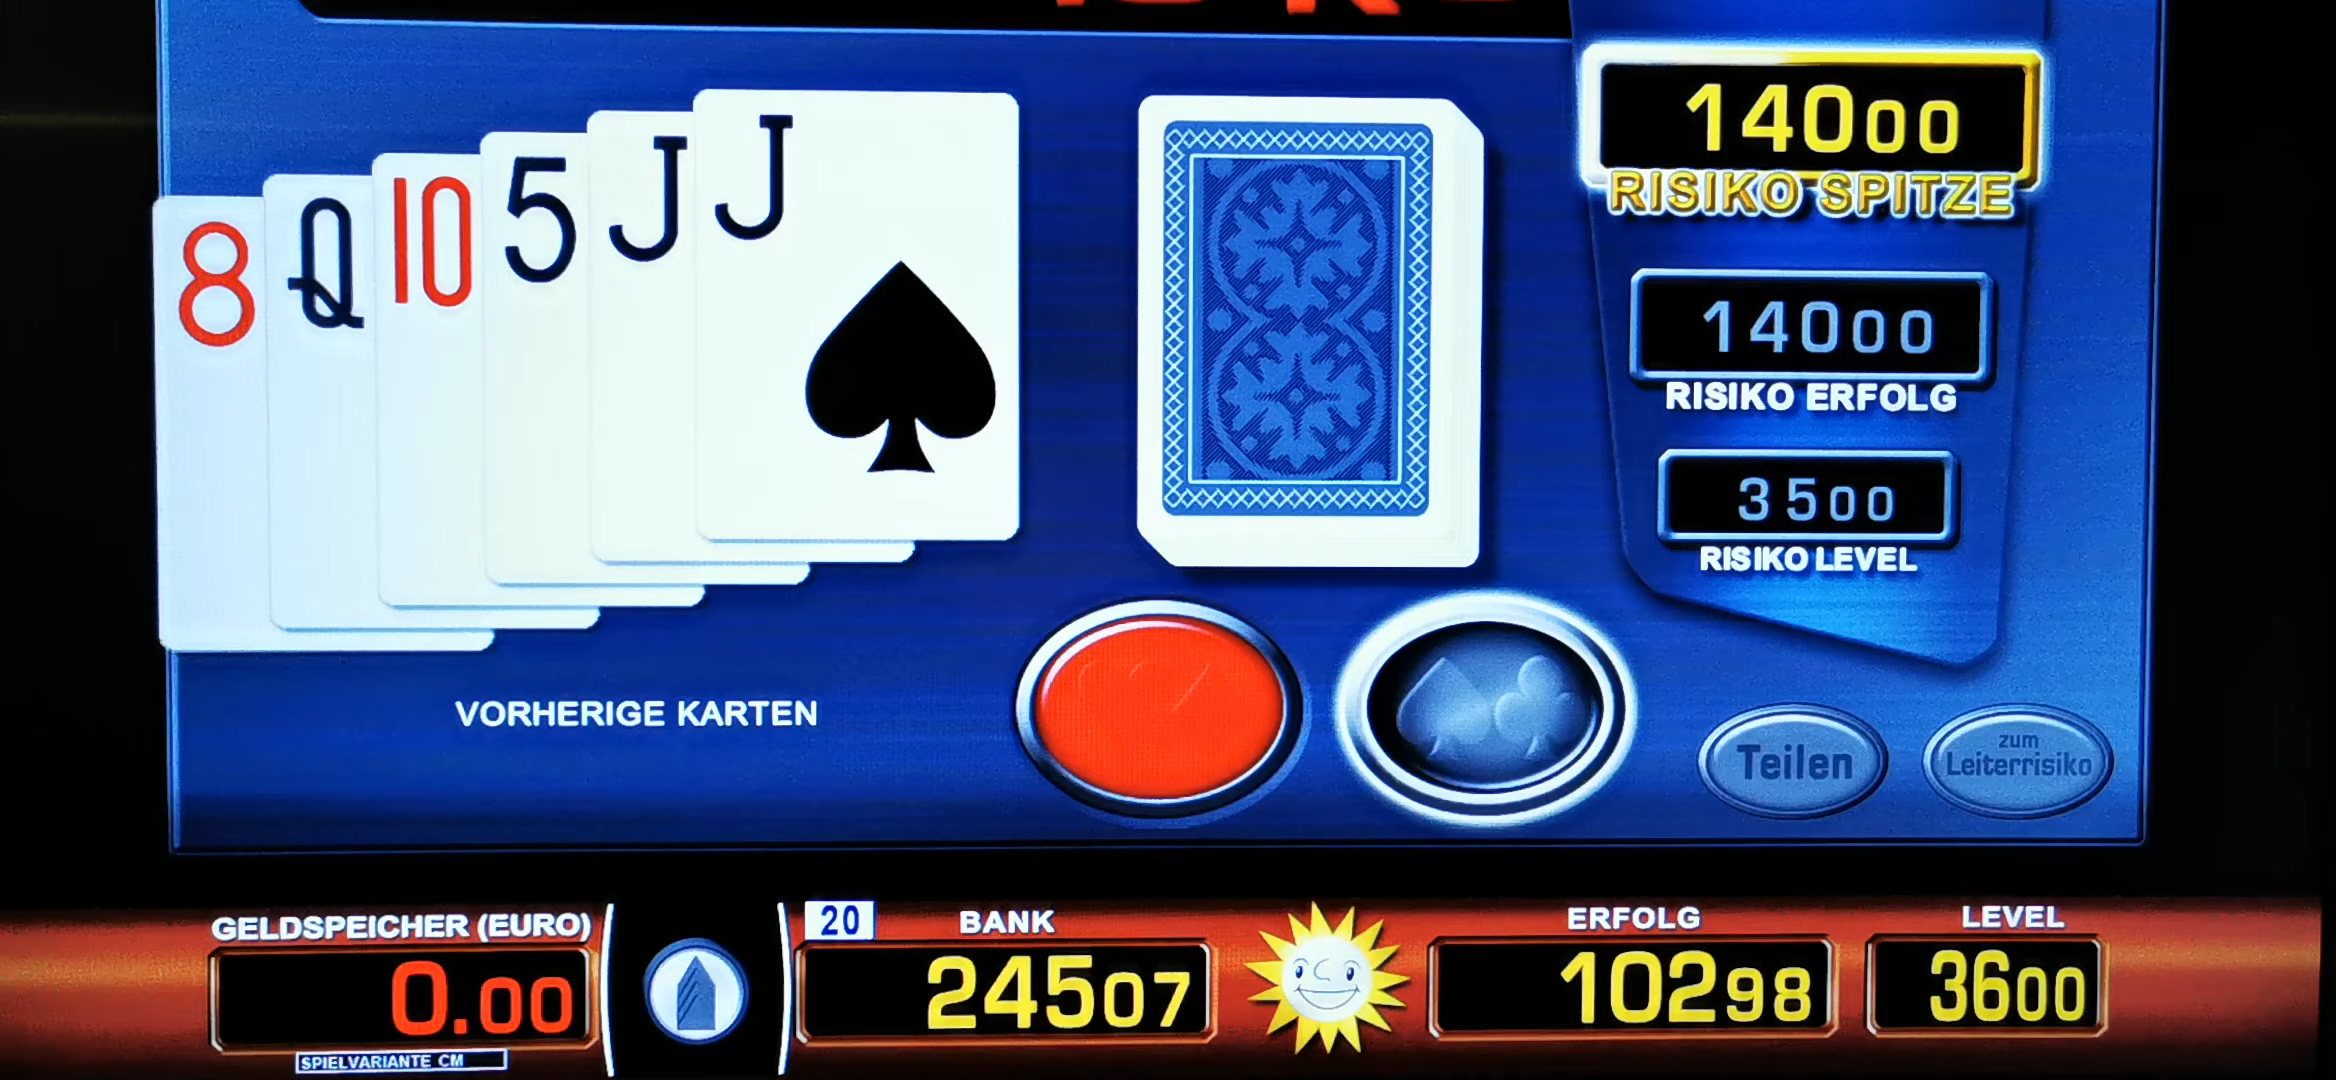 8
Q
10
5
J
J
14000
RISIKO SPITZE
14000
RISIKO ERFOLG
3500
RISIKO LEVEL
VORHERIGE KARTEN
Teilen
zum
Leiterrisiko
GELDSPEICHER (EURO)
0.00
SPIELVARIANTE CM
20
BANK
24507
ERFOLG
10298
LEVEL
3600